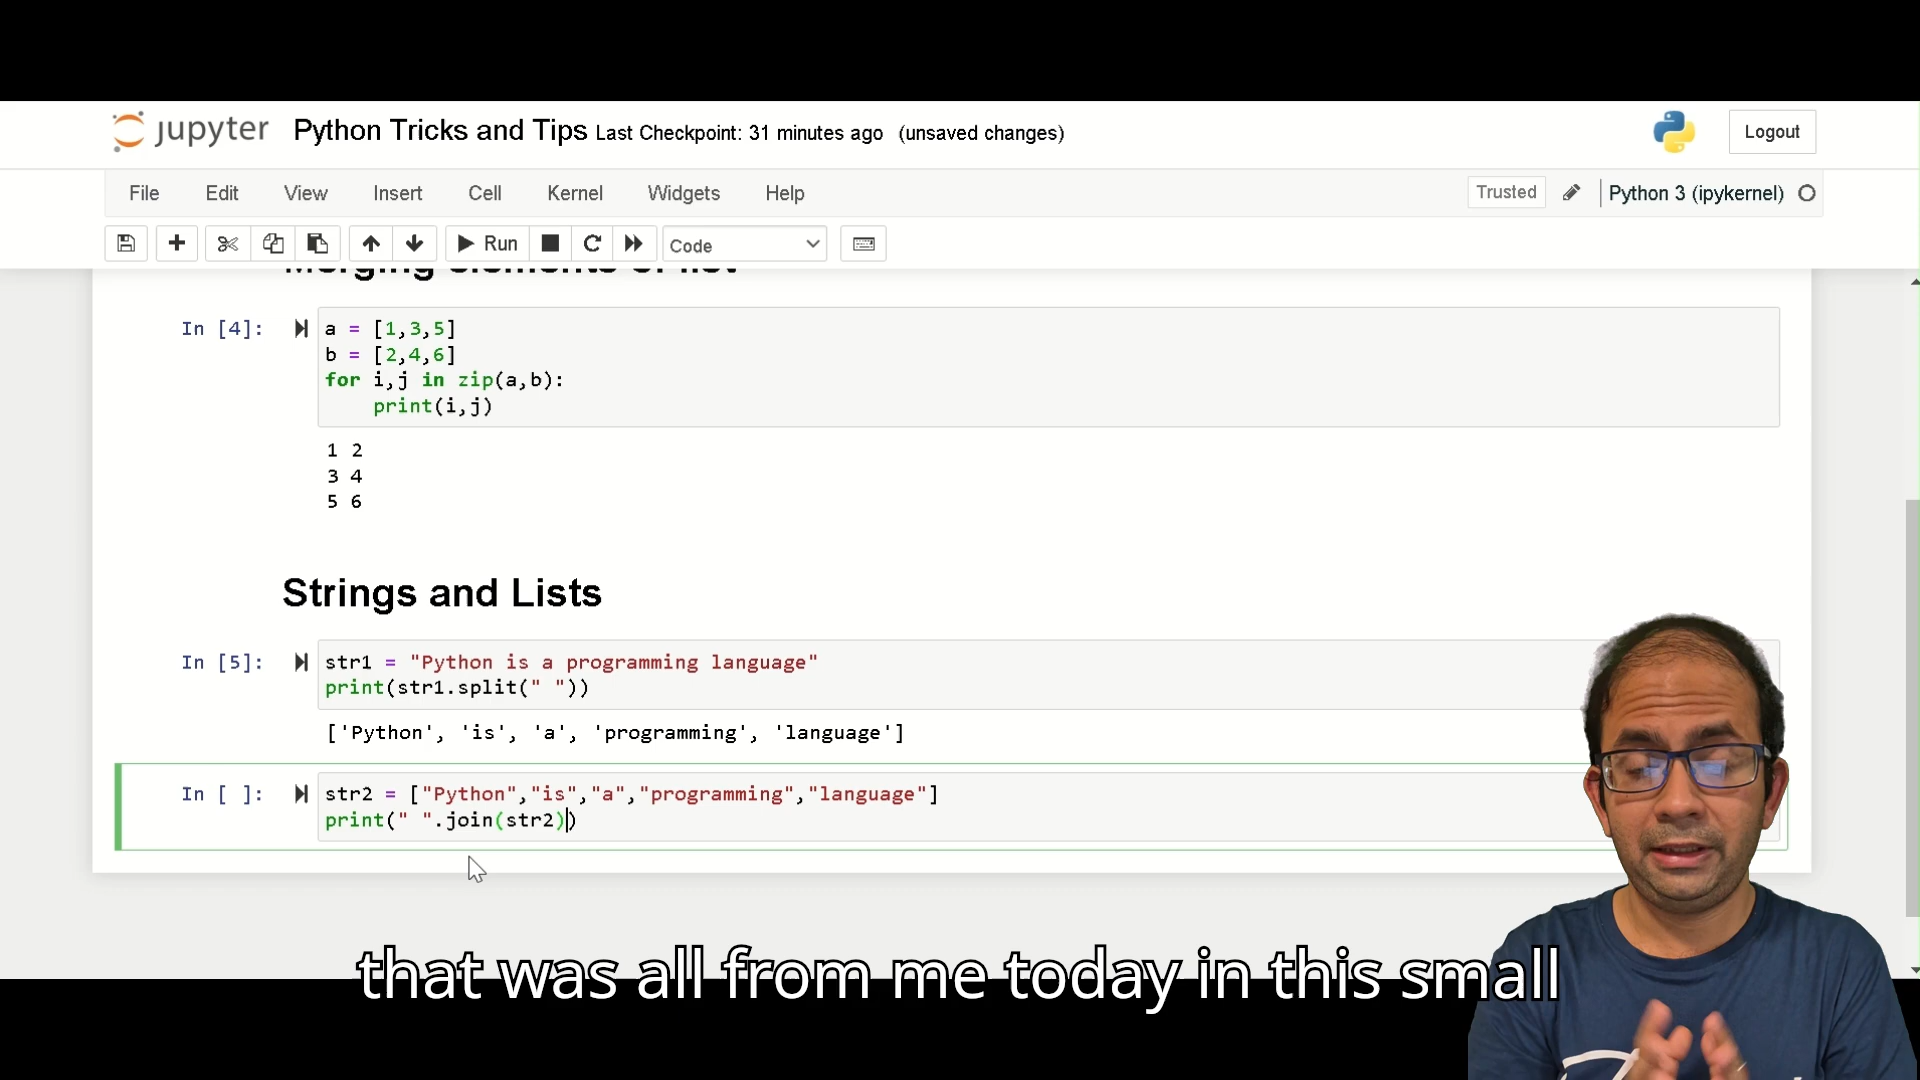 jupyter Python Tricks and Tips Last Checkpoint: 31 minutes ago (unsaved changes) Logout
File Edit View Insert Cell Kernel Widgets Help Trusted Python 3 (ipykernel)
Run Code
Merging elements of list
In [4]: a = [1,3,5]
b = [2,4,6]
for i,j in zip(a,b):
    print(i,j)
1 2
3 4
5 6
Strings and Lists
In [5]: str1 = "Python is a programming language"
print(str1.split(" "))
['Python', 'is', 'a', 'programming', 'language']
In [ ]: str2 = ["Python","is","a","programming","language"]
print(" ".join(str2))
that was all from me today in this small